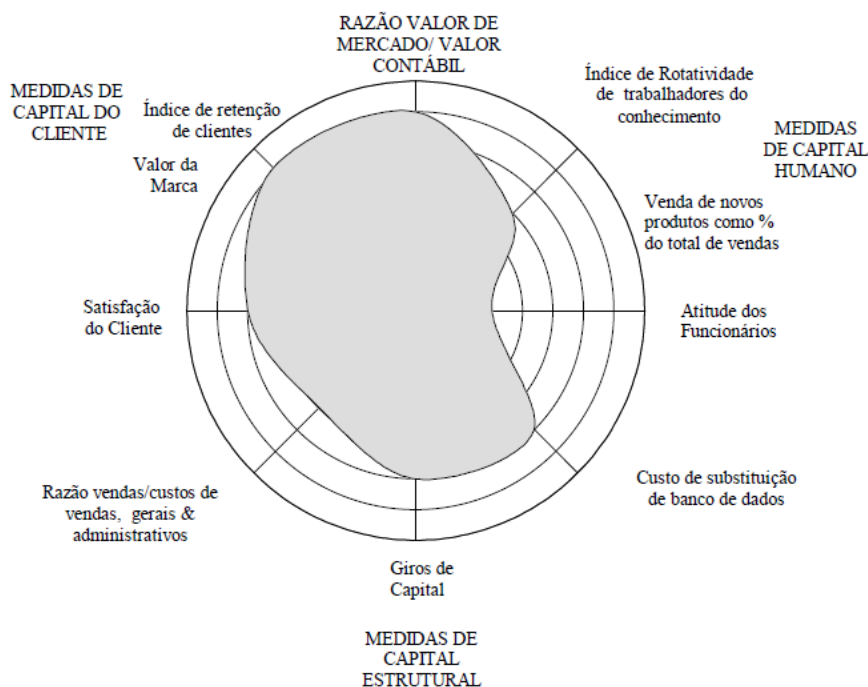 RAZÃO VALOR DE
MERCADO/ VALOR
CONTÁBIL
MEDIDAS DE
CAPITAL DO
CLIENTE
Índice de retenção
de clientes
Valor da
Marca
Satisfação
do Cliente
Índice de Rotatividade
de trabalhadores do
conhecimento
MEDIDAS
DE CAPITAL
HUMANO
Venda de novos
produtos como %
do total de vendas
Atitude dos
Funcionários
Custo de substituição
de banco de dados
Razão vendas/custos de
vendas, gerais &
administrativos
Giros de
Capital
MEDIDAS DE
CAPITAL
ESTRUTURAL